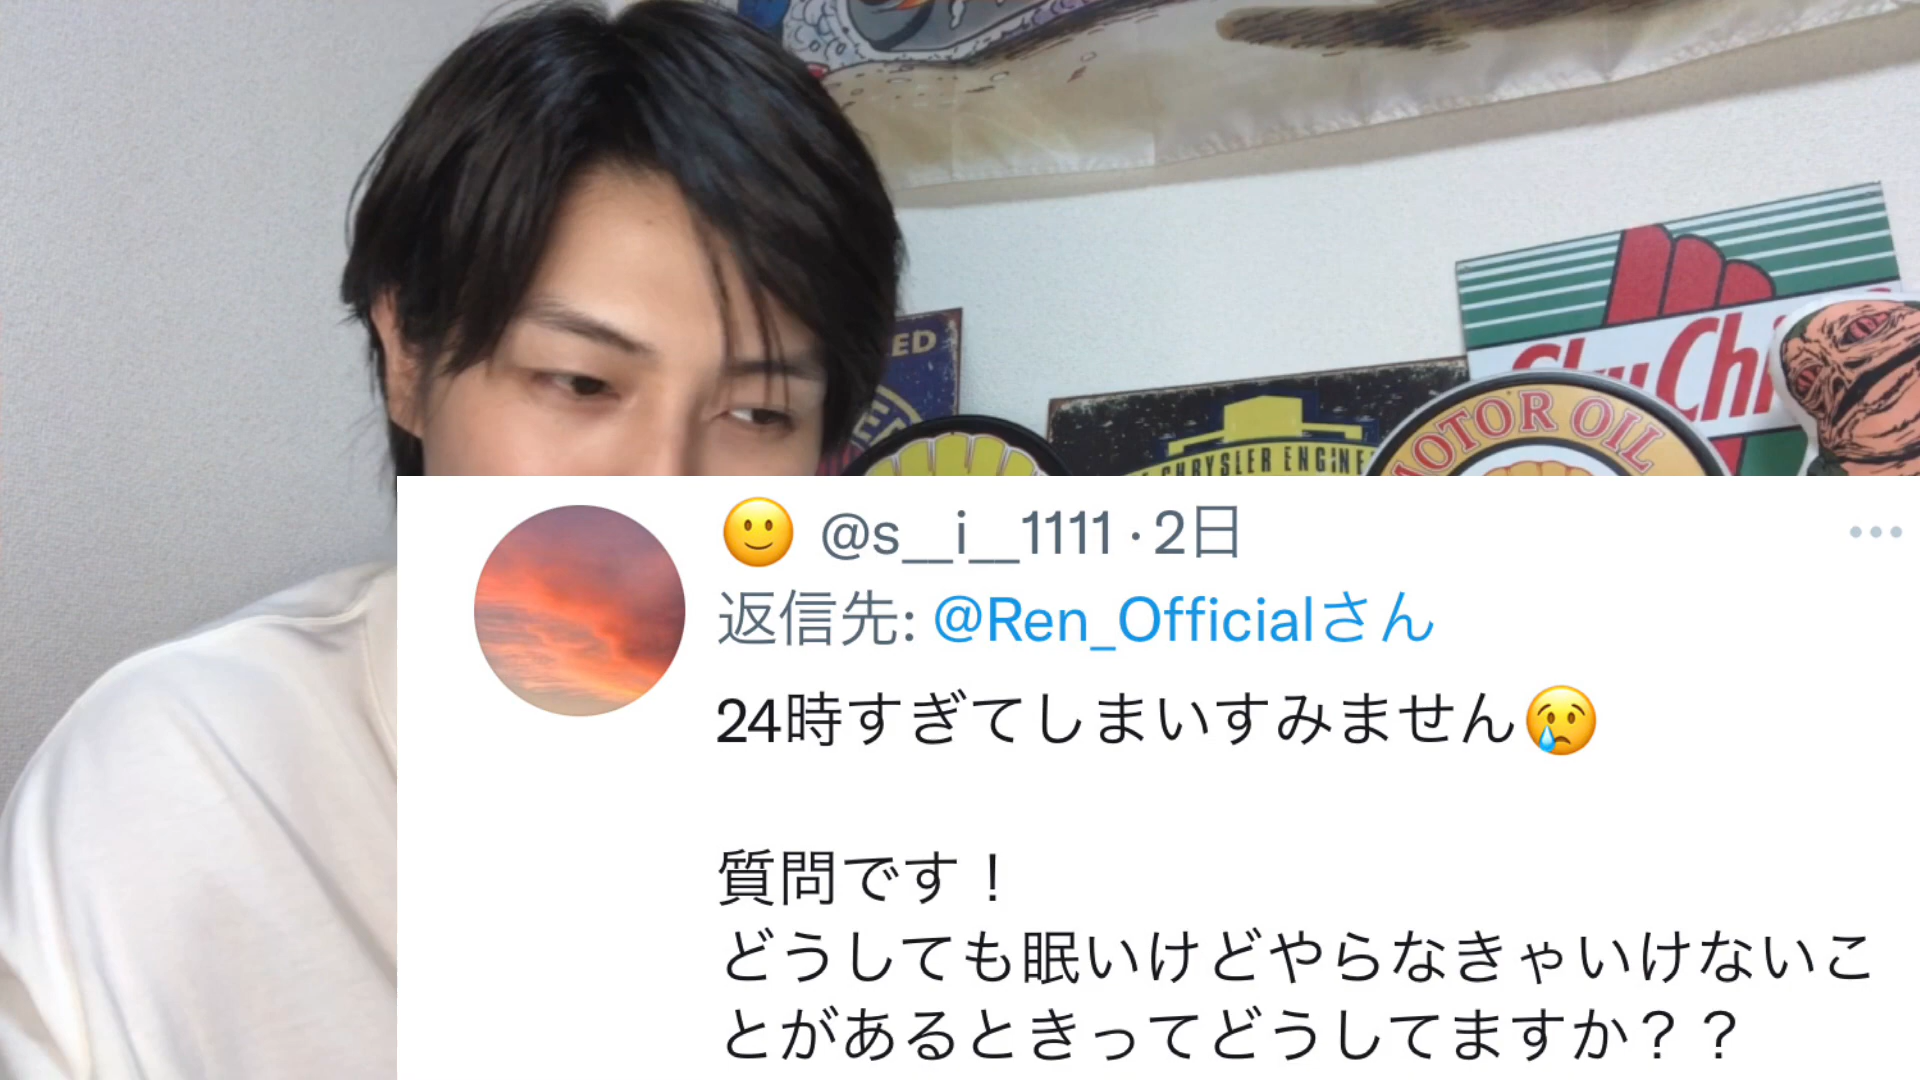 ED
SkyChi
MOTOR OIL
CHRYSLER ENGINE
🙂 @s__i__1111 · 2日
返信先: @Ren_Officialさん
24時すぎてしまいすみません😢
質問です！
どうしても眠いけどやらなきゃいけないこ
とがあるときってどうしてますか？？